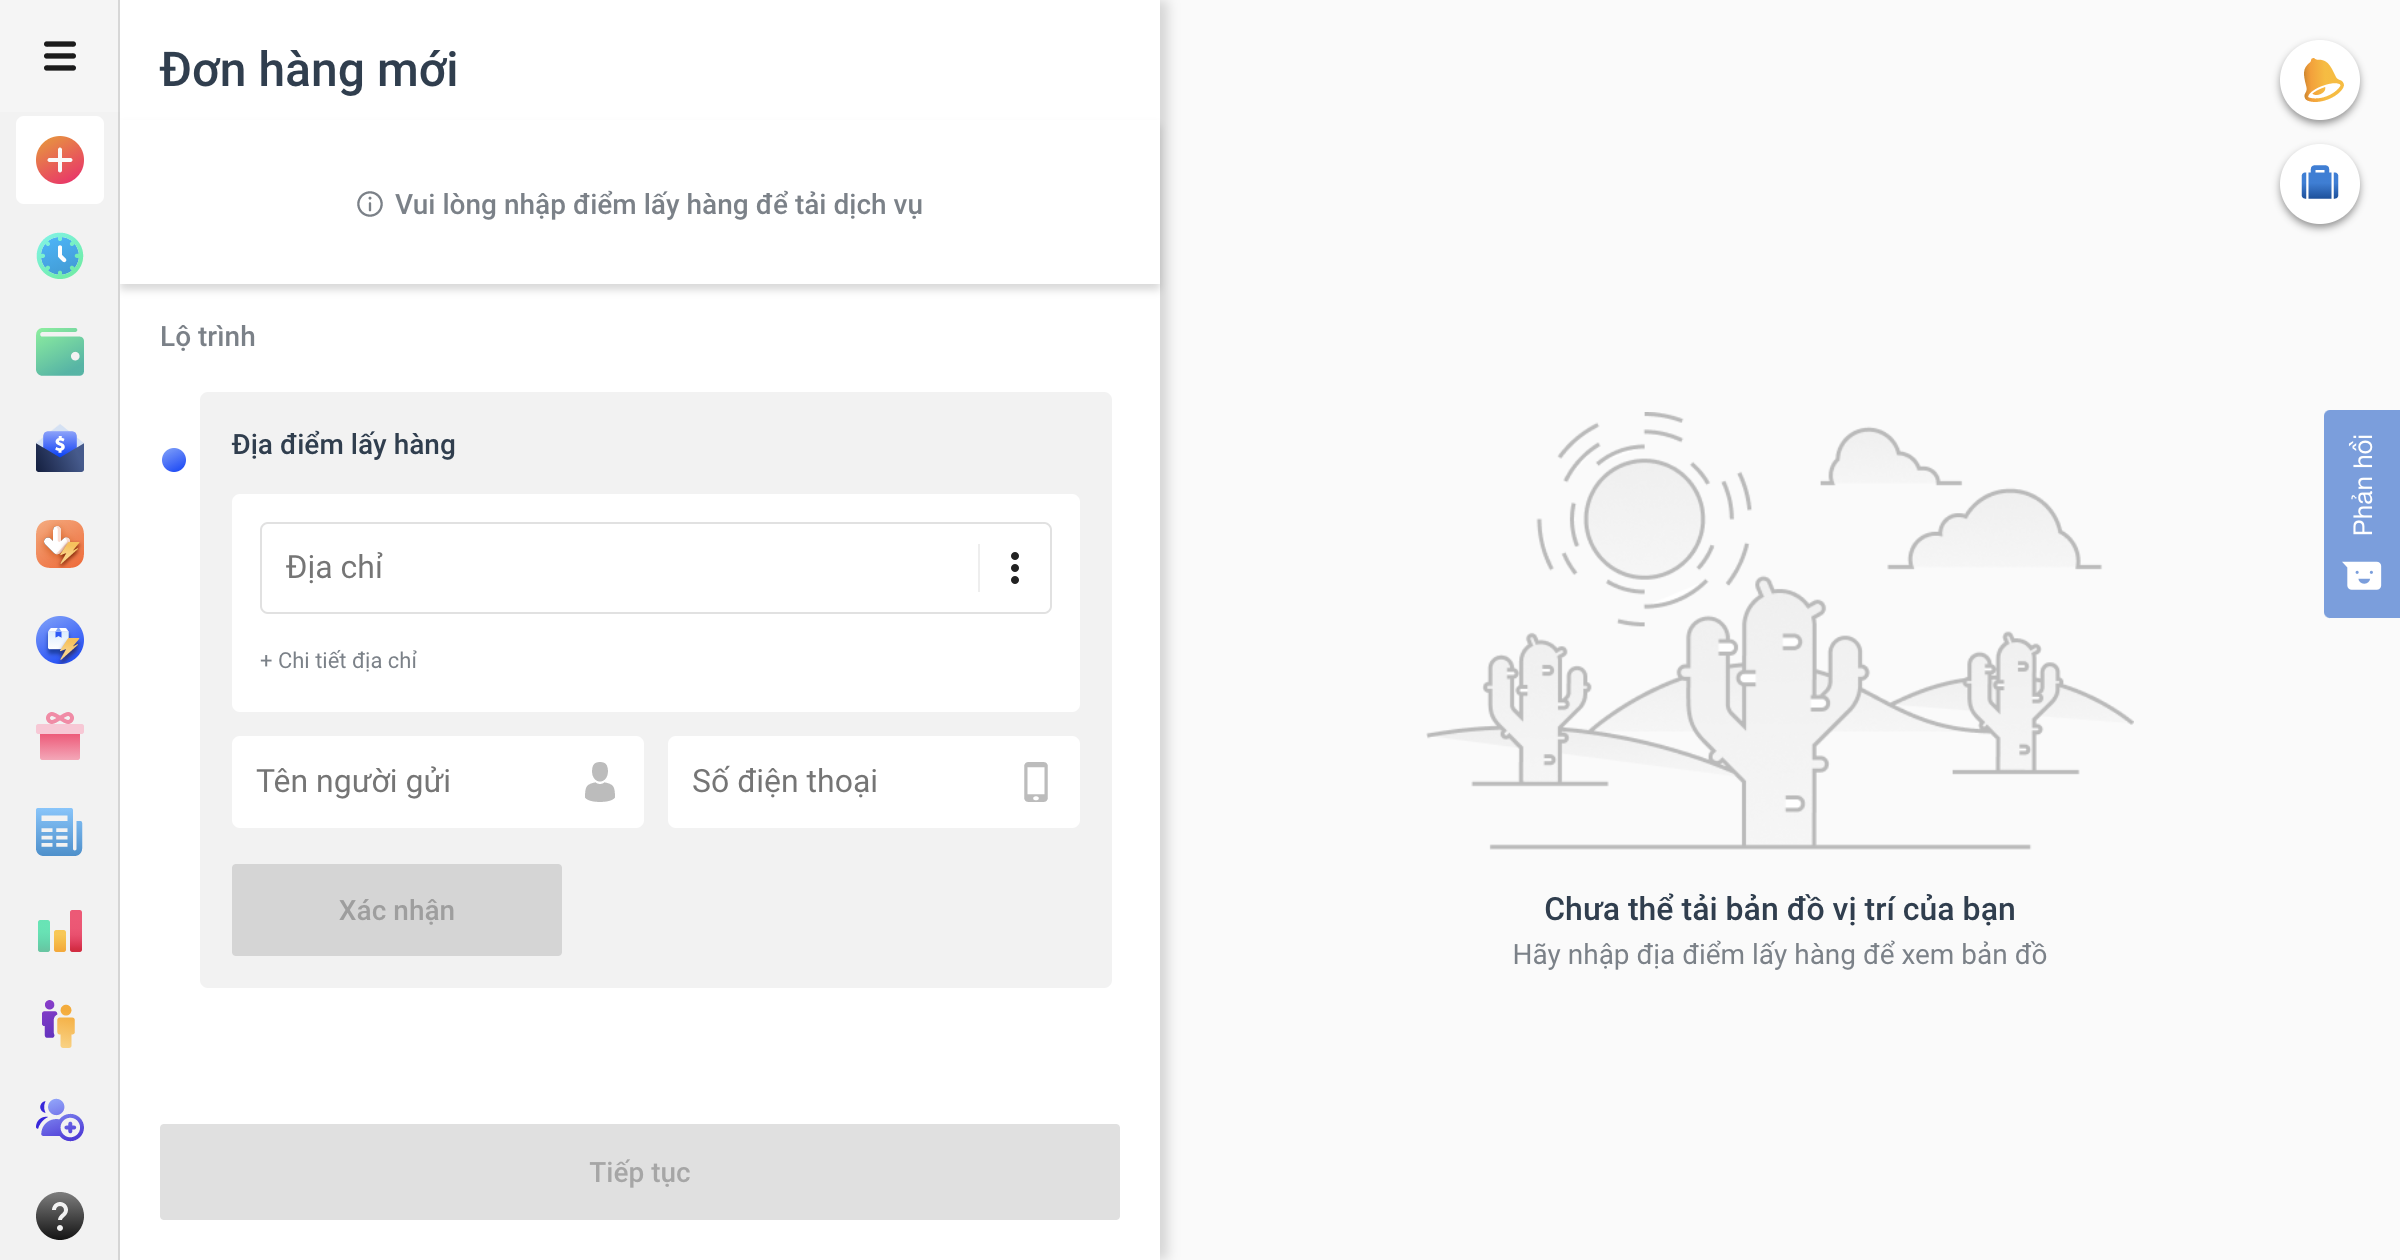 Đơn hàng mới
Vui lòng nhập điểm lấy hàng để tải dịch vụ
Lộ trình
Địa điểm lấy hàng
Địa chỉ
+ Chi tiết địa chỉ
Tên người gửi
Số điện thoại
Xác nhận
Tiếp tục
Chưa thể tải bản đồ vị trí của bạn
Hãy nhập địa điểm lấy hàng để xem bản đồ
Phản hồi